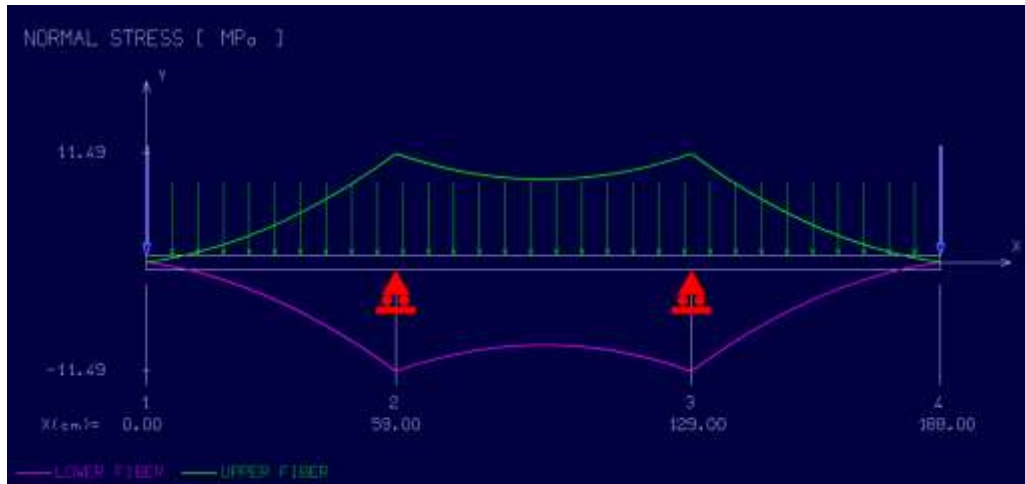 NORMAL STRESS [ MPa ]
Y
11.49
X
-11.49
1 2 3 4
X(cm)= 0.00 59.00 129.00 188.00
LOWER FIBER UPPER FIBER